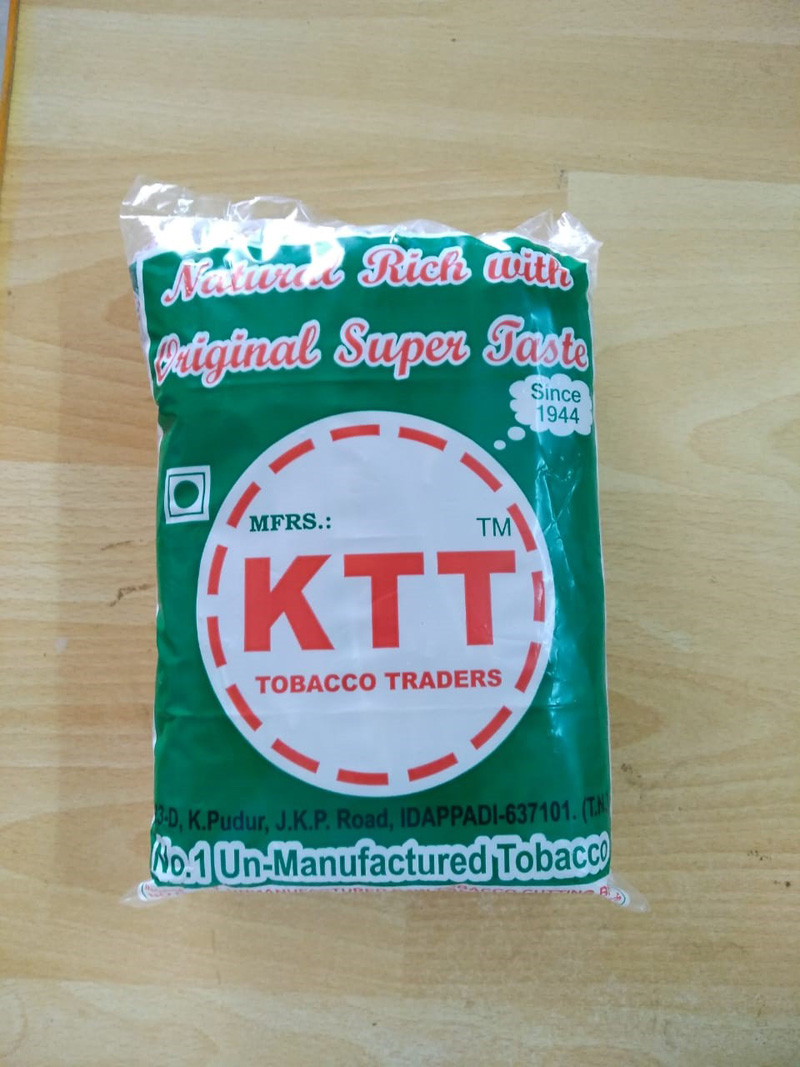 Natural Rich with
Original Super Taste
Since
1944
MFRS.:
TM
KTT
TOBACCO TRADERS
3-D, K.Pudur, J.K.P. Road, IDAPPADI-637101. (T.N
No.1 Un-Manufactured Tobacco